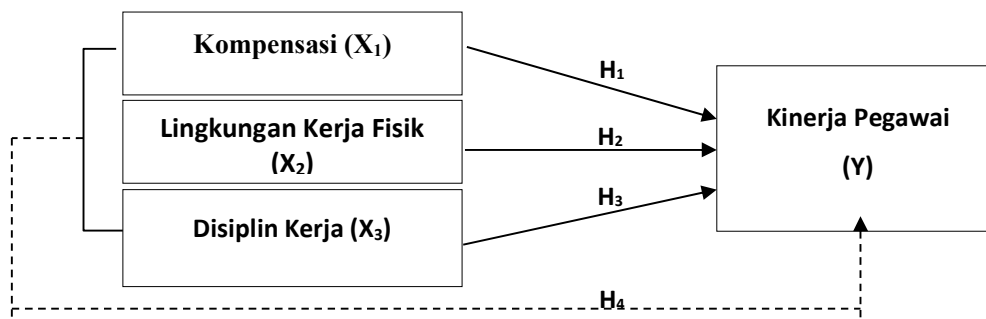 Kompensasi (X₁)
H₁
Lingkungan Kerja Fisik
(X₂)
H₂
Kinerja Pegawai
(Y)
H₃
Disiplin Kerja (X₃)
H₄